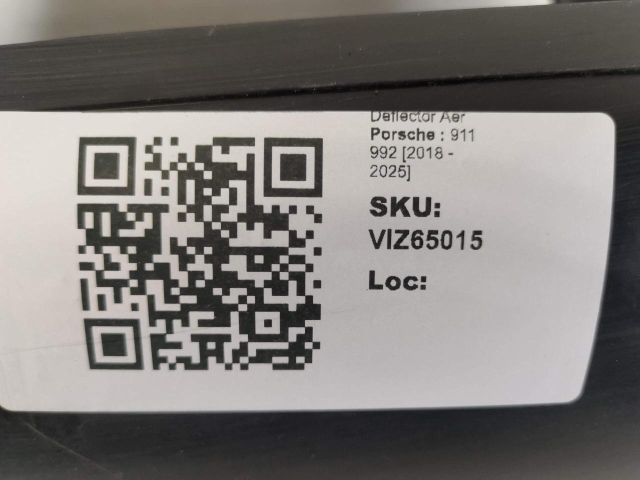 Deflector Aer
Porsche : 911
992 [2018 -
2025]
SKU:
VIZ65015
Loc: